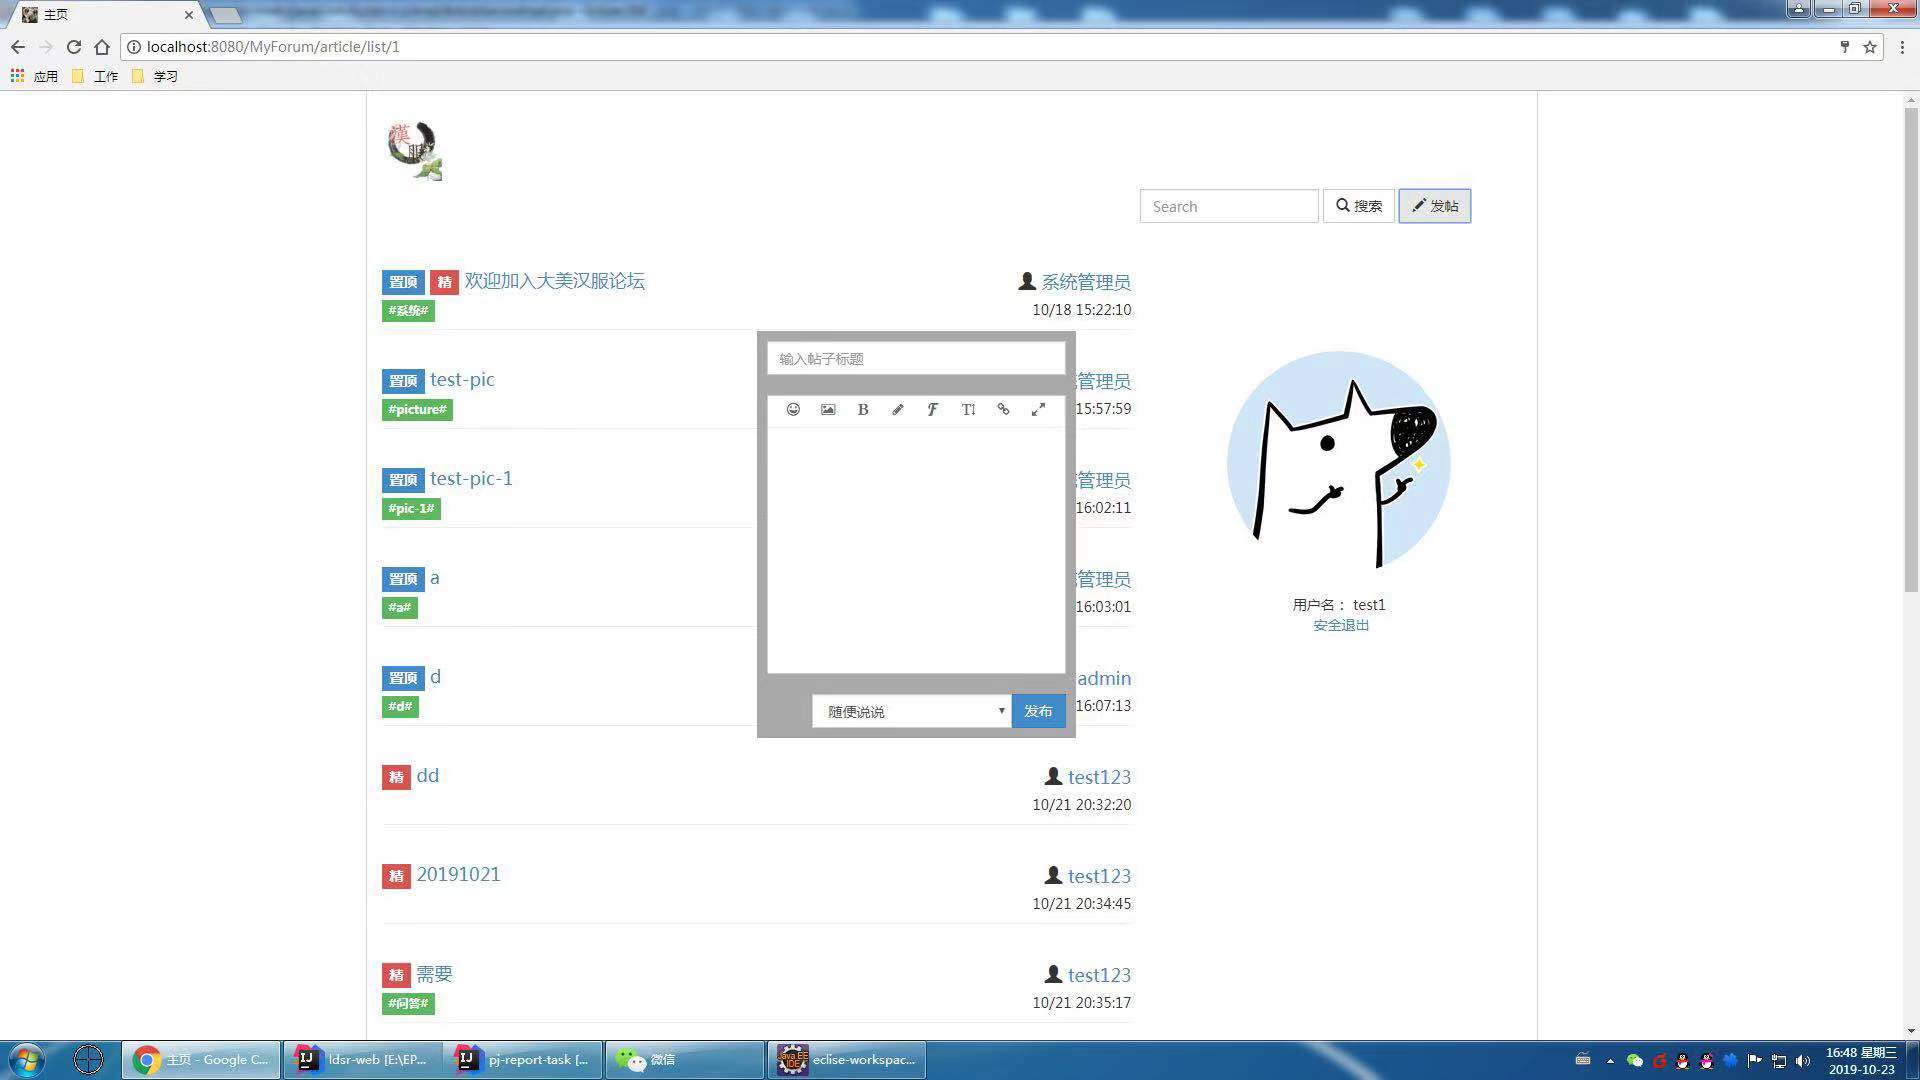 主页
localhost:8080/MyForum/article/list/1
应用 工作 学习
漢
Search 搜索 发帖
置顶 精 欢迎加入大美汉服论坛 系统管理员
#系统# 10/18 15:22:10
输入帖子标题
置顶 test-pic 管理员
#picture# 15:57:59
置顶 test-pic-1 管理员
#pic-1# 16:02:11
置顶 a 管理员
#a# 16:03:01
用户名： test1
安全退出
置顶 d admin
#d# 16:07:13
随便说说 发布
精 dd test123
10/21 20:32:20
精 20191021 test123
10/21 20:34:45
精 需要 test123
#问答# 10/21 20:35:17
主页 - Google C... ldsr-web [E:\EP... pj-report-task [... 微信 eclise-workspac... 16:48 星期三
2019-10-23